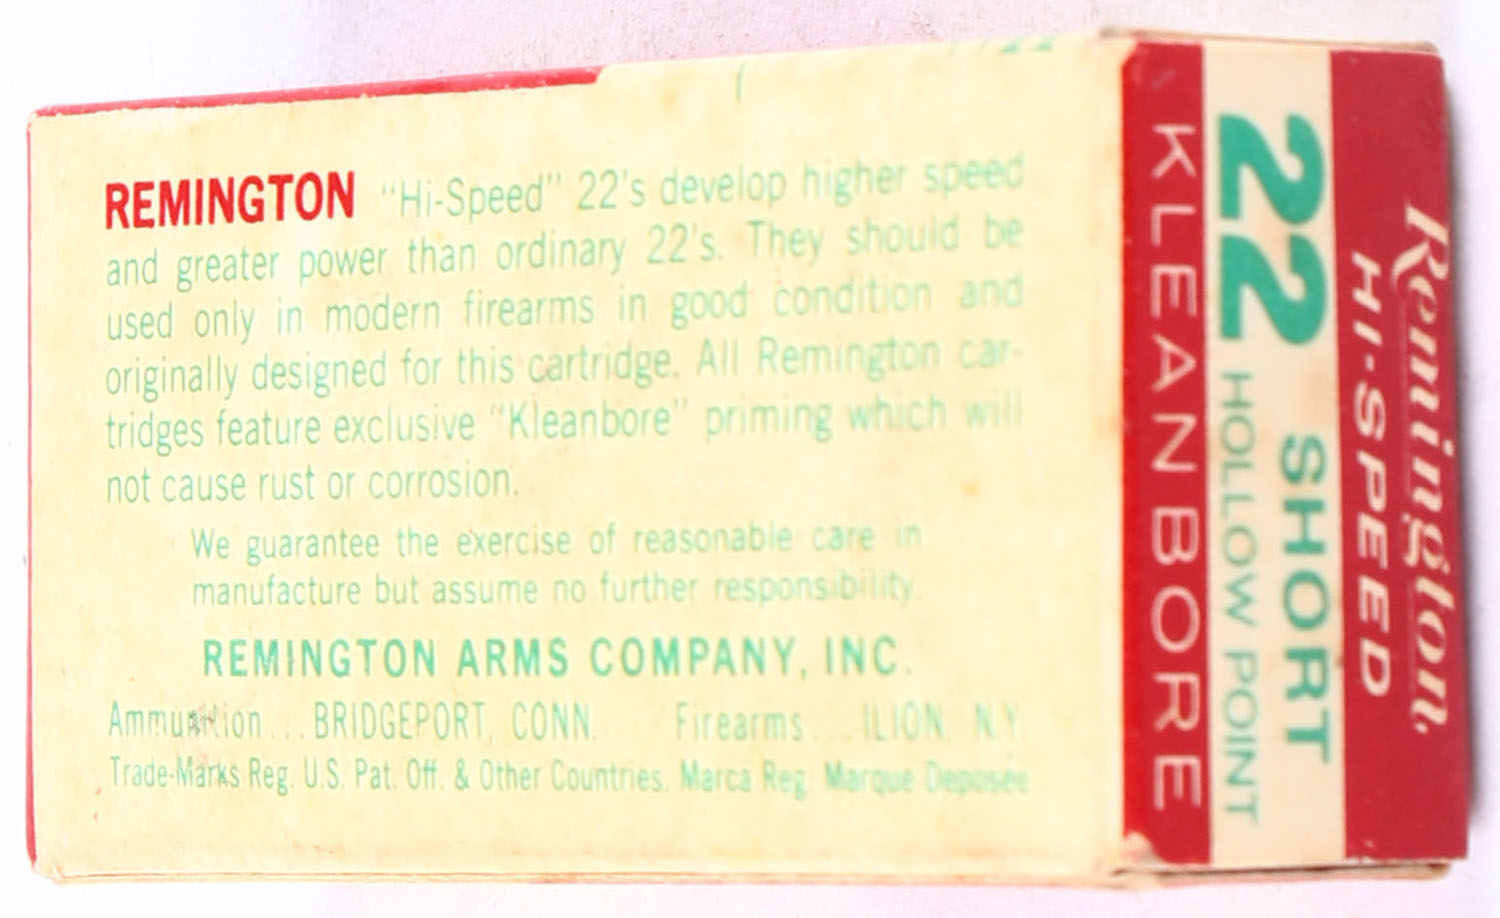 REMINGTON "Hi-Speed" 22's develop higher speed
and greater power than ordinary 22's. They should be
used only in modern firearms in good condition and
originally designed for this cartridge. All Remington car-
tridges feature exclusive "Kleanbore" priming which will
not cause rust or corrosion.
We guarantee the exercise of reasonable care in
manufacture but assume no further responsibility.
REMINGTON ARMS COMPANY, INC.
Ammunition... BRIDGEPORT, CONN. Firearms... ILION, N.Y.
Trade-Marks Reg. U.S. Pat. Off. & Other Countries. Marca Reg. Marque Deposée
Remington.
HI-SPEED
22 SHORT
HOLLOW POINT
KLEANBORE